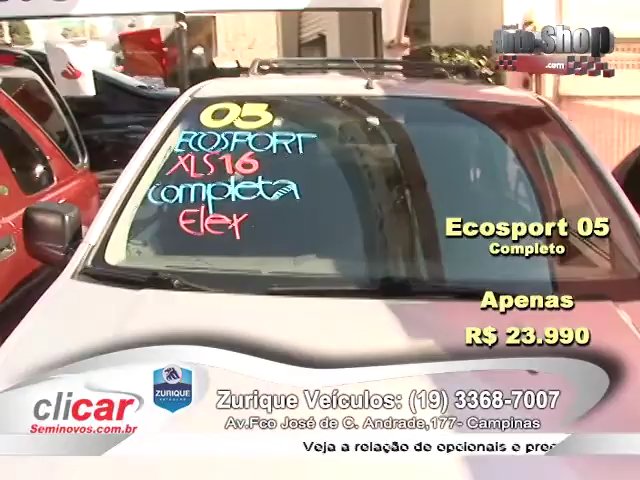 .com
05
ECOSPORT
XLS 1.6
completa
Flex
Ecosport 05
Completo
Apenas
R$ 23.990
clicar
Seminovos.com.br
ZURIQUE
Zurique Veículos: (19) 3368-7007
Av.Fco José de C. Andrade,177- Campinas
Veja a relação de opcionais e